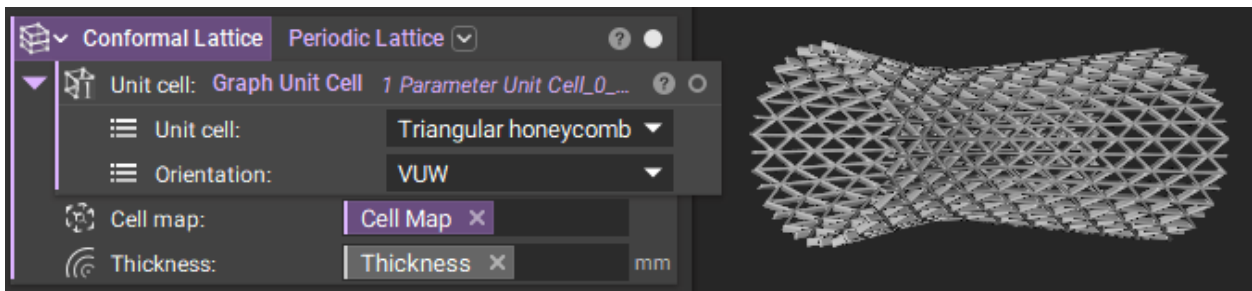 Conformal Lattice Periodic Lattice ?
Unit cell: Graph Unit Cell 1 Parameter Unit Cell_0_... ?
Unit cell: Triangular honeycomb
Orientation: VUW
Cell map: Cell Map ×
Thickness: Thickness × mm